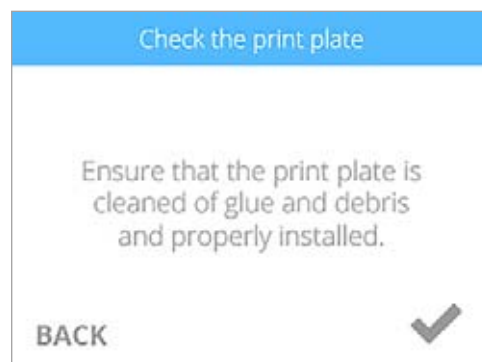 Check the print plate
Ensure that the print plate is
cleaned of glue and debris
and properly installed.
BACK